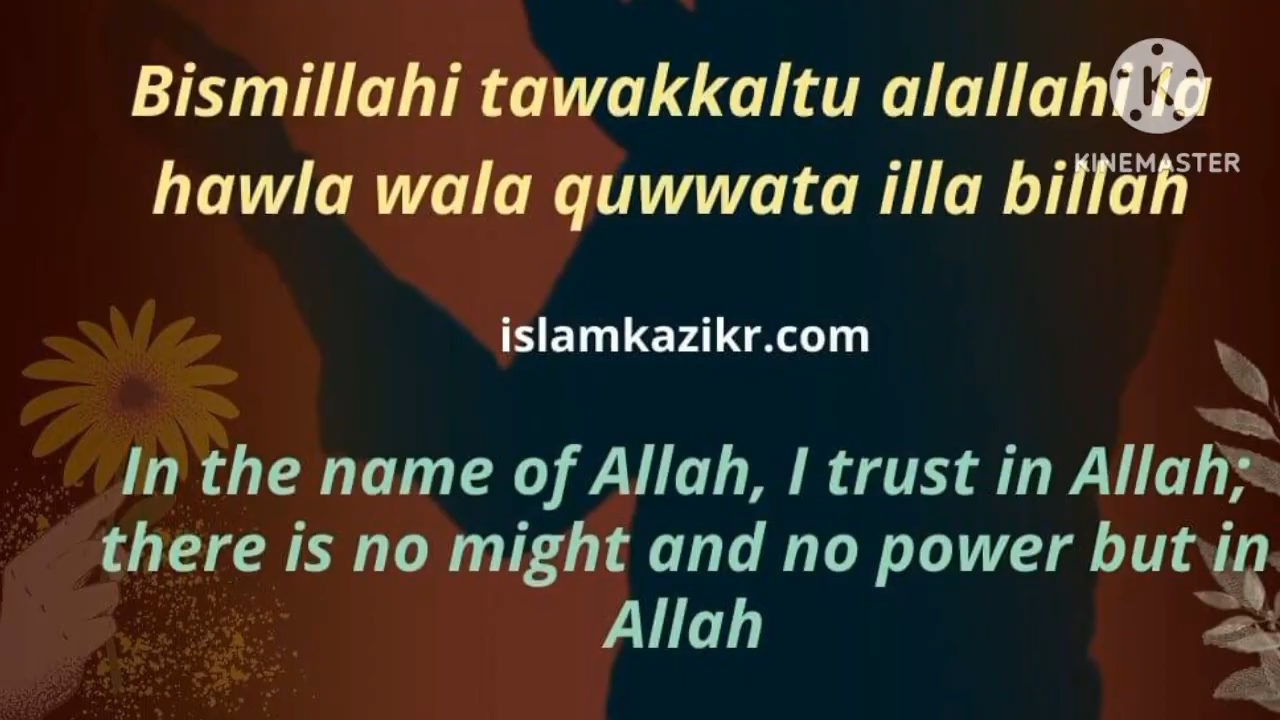 Bismillahi tawakkaltu alallahi la
hawla wala quwwata illa billah
K
KINEMASTER
islamkazikr.com
In the name of Allah, I trust in Allah;
there is no might and no power but in
Allah